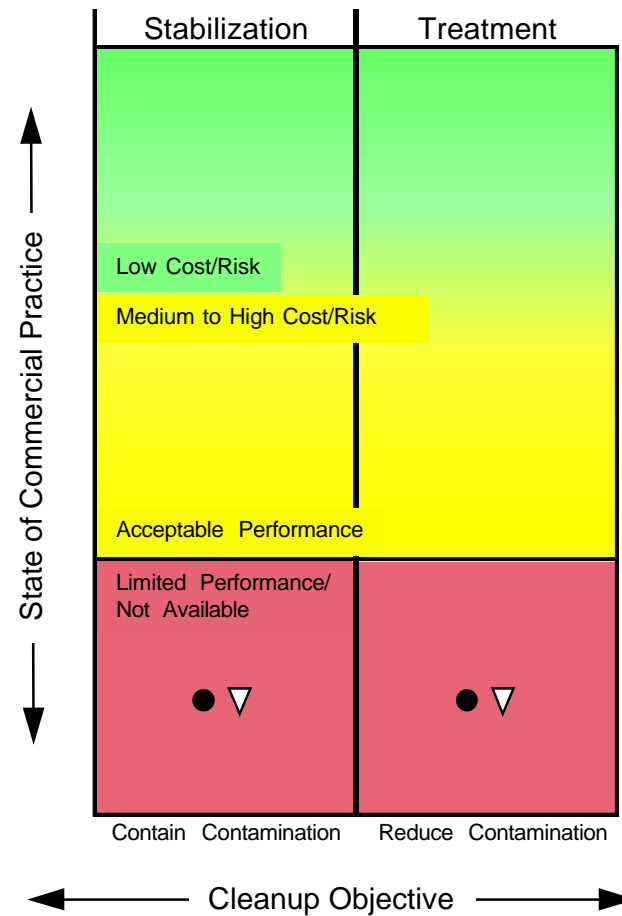 Stabilization
Treatment
State of Commercial Practice
Low Cost/Risk
Medium to High Cost/Risk
Acceptable Performance
Limited Performance/
Not Available
Contain Contamination
Reduce Contamination
Cleanup Objective